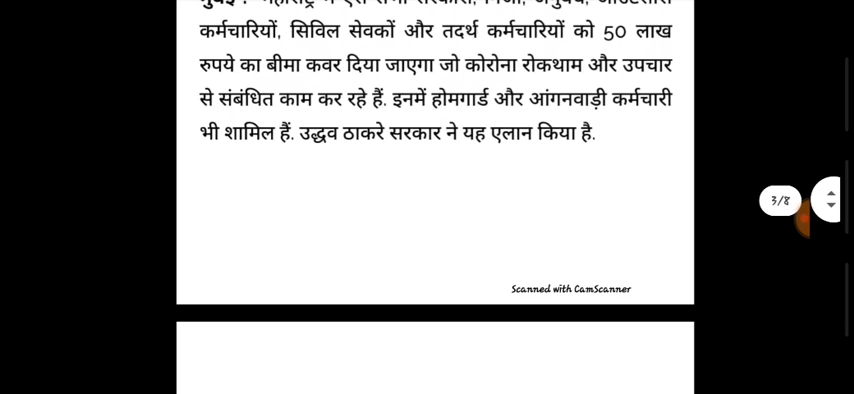 कर्मचारियों, सिविल सेवकों और तदर्थ कर्मचारियों को 50 लाख
रुपये का बीमा कवर दिया जाएगा जो कोरोना रोकथाम और उपचार
से संबंधित काम कर रहे हैं. इनमें होमगार्ड और आंगनवाड़ी कर्मचारी
भी शामिल हैं. उद्धव ठाकरे सरकार ने यह एलान किया है.
3/8
Scanned with CamScanner